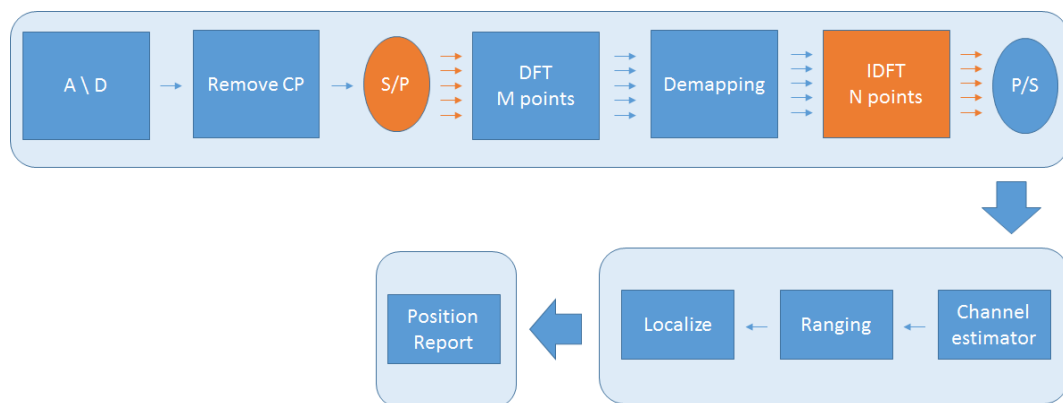 A \ D
Remove CP
S/P
DFT
M points
Demapping
IDFT
N points
P/S
Position
Report
Localize
Ranging
Channel
estimator